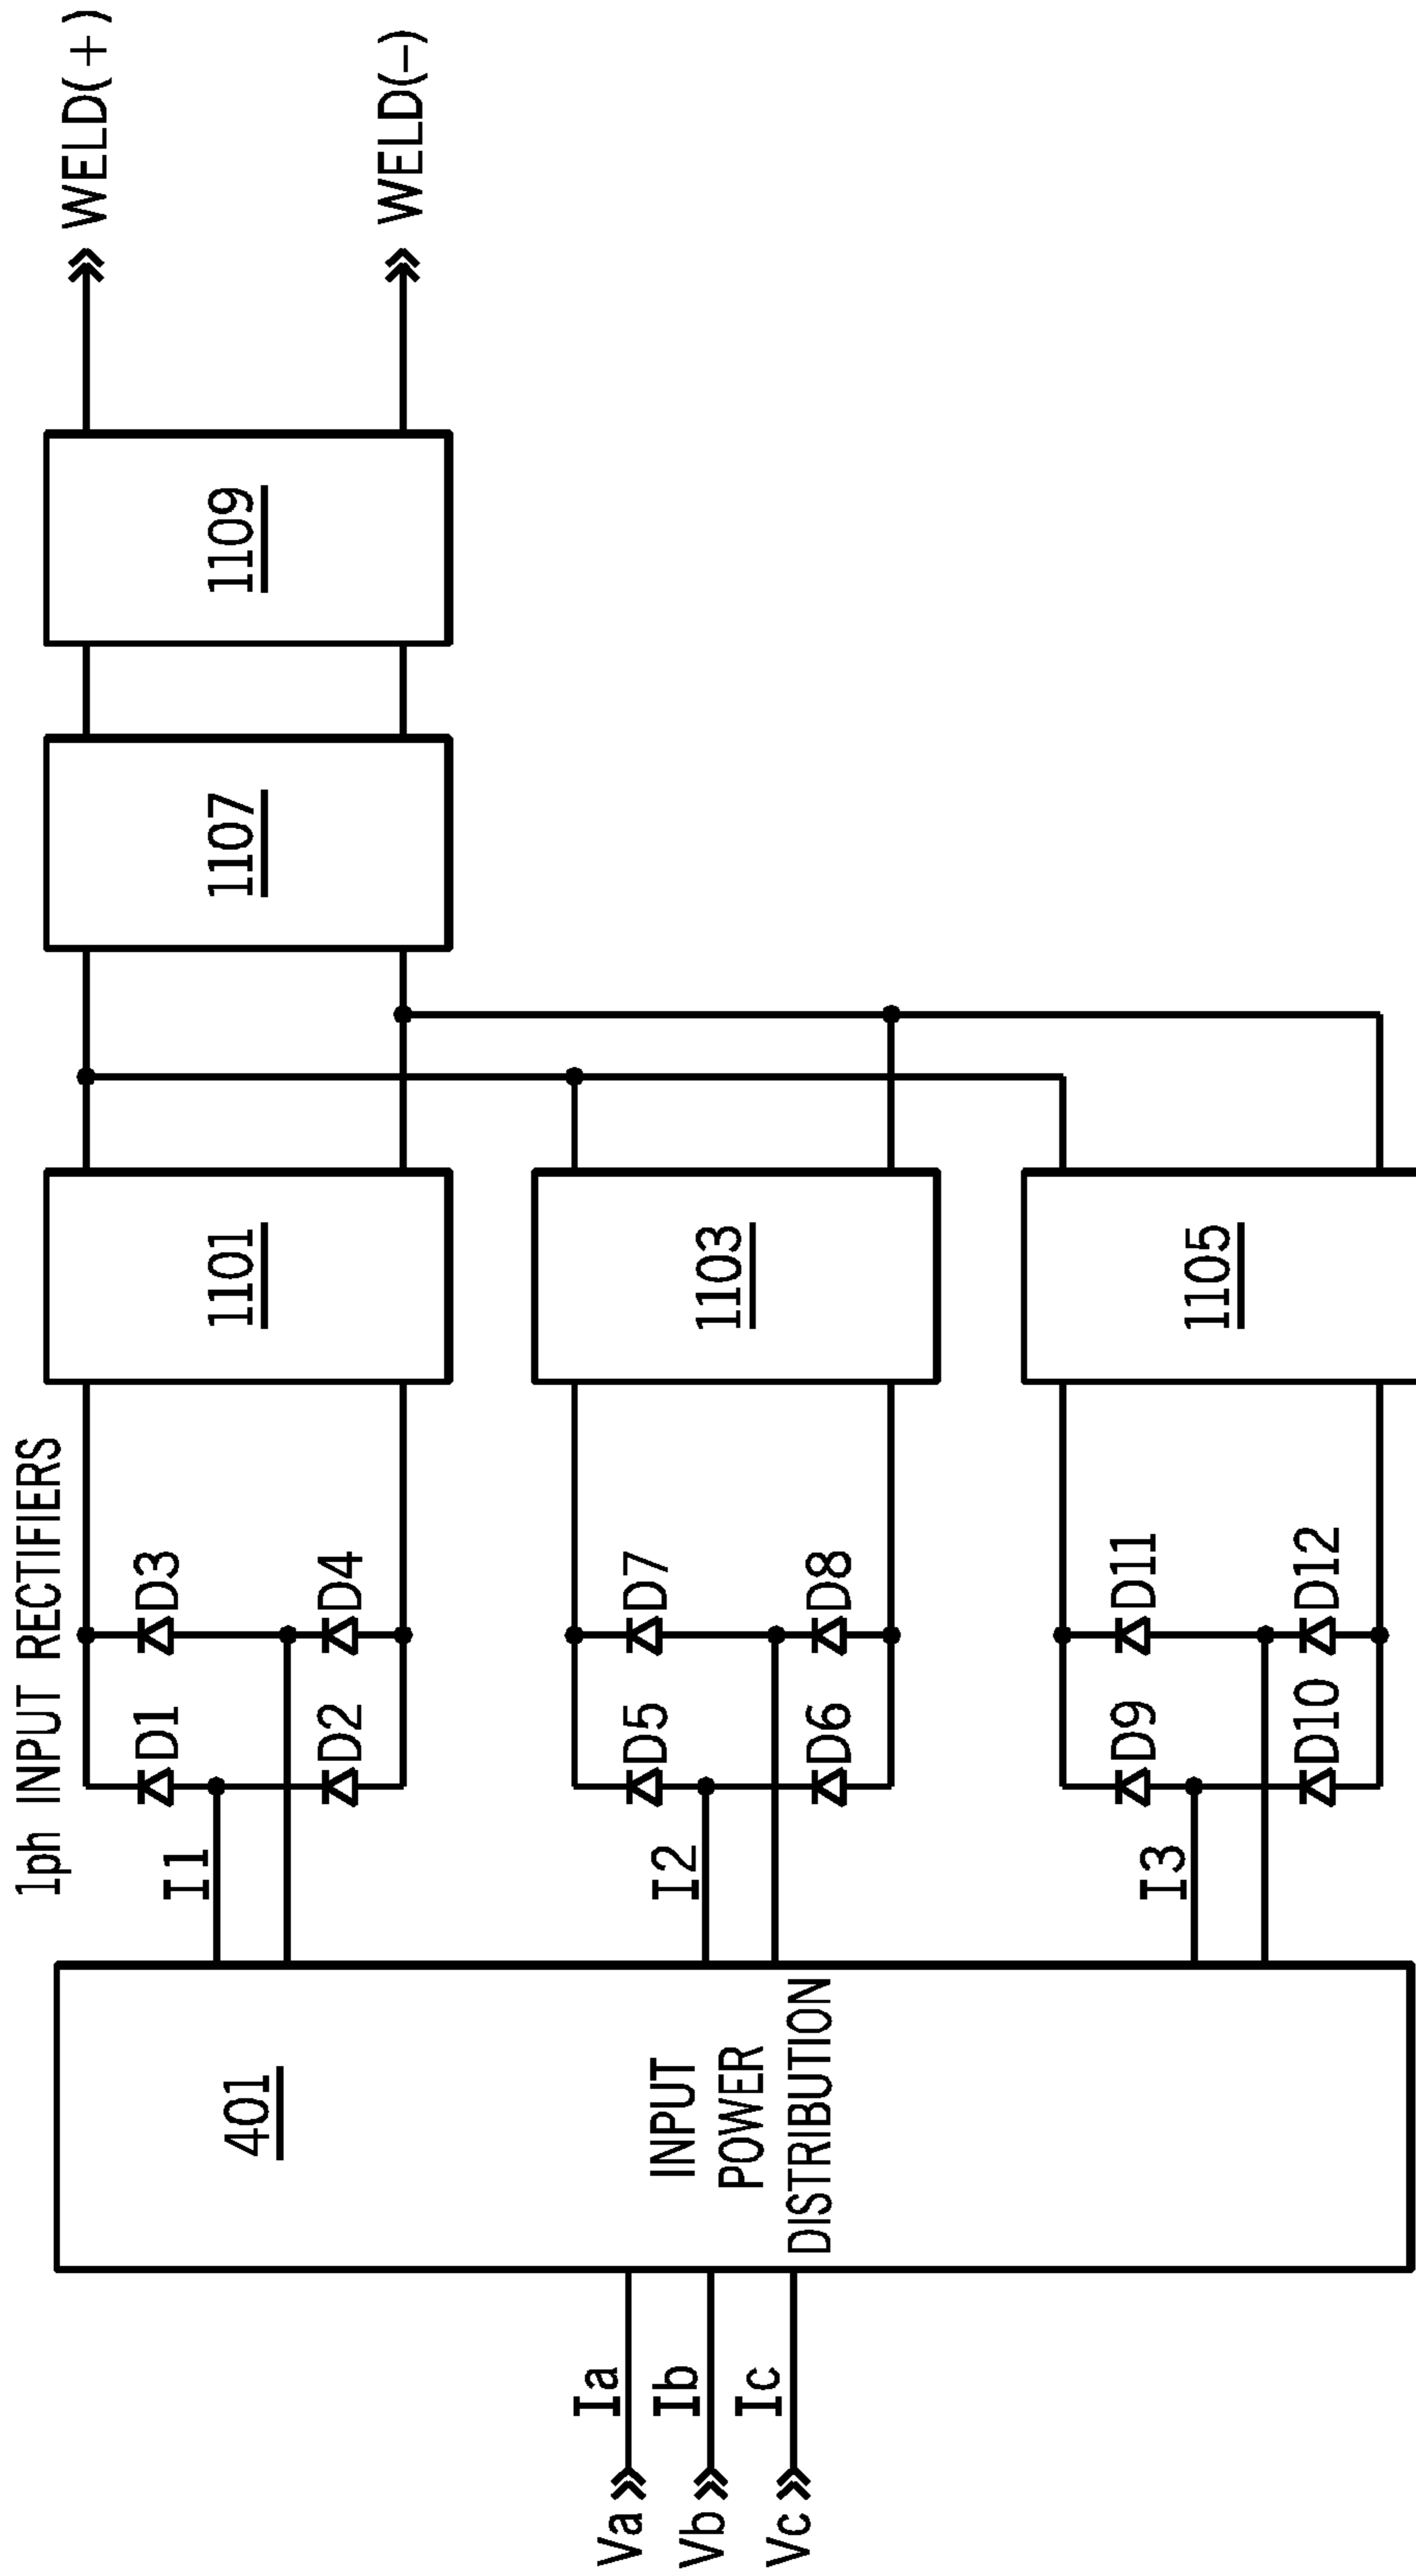 1ph INPUT RECTIFIERS
Va
Vb
Vc
Ia
Ib
Ic
401
INPUT
POWER
DISTRIBUTION
I1
I2
I3
D1
D2
D3
D4
D5
D6
D7
D8
D9
D10
D11
D12
1101
1103
1105
1107
1109
WELD(+)
WELD(−)